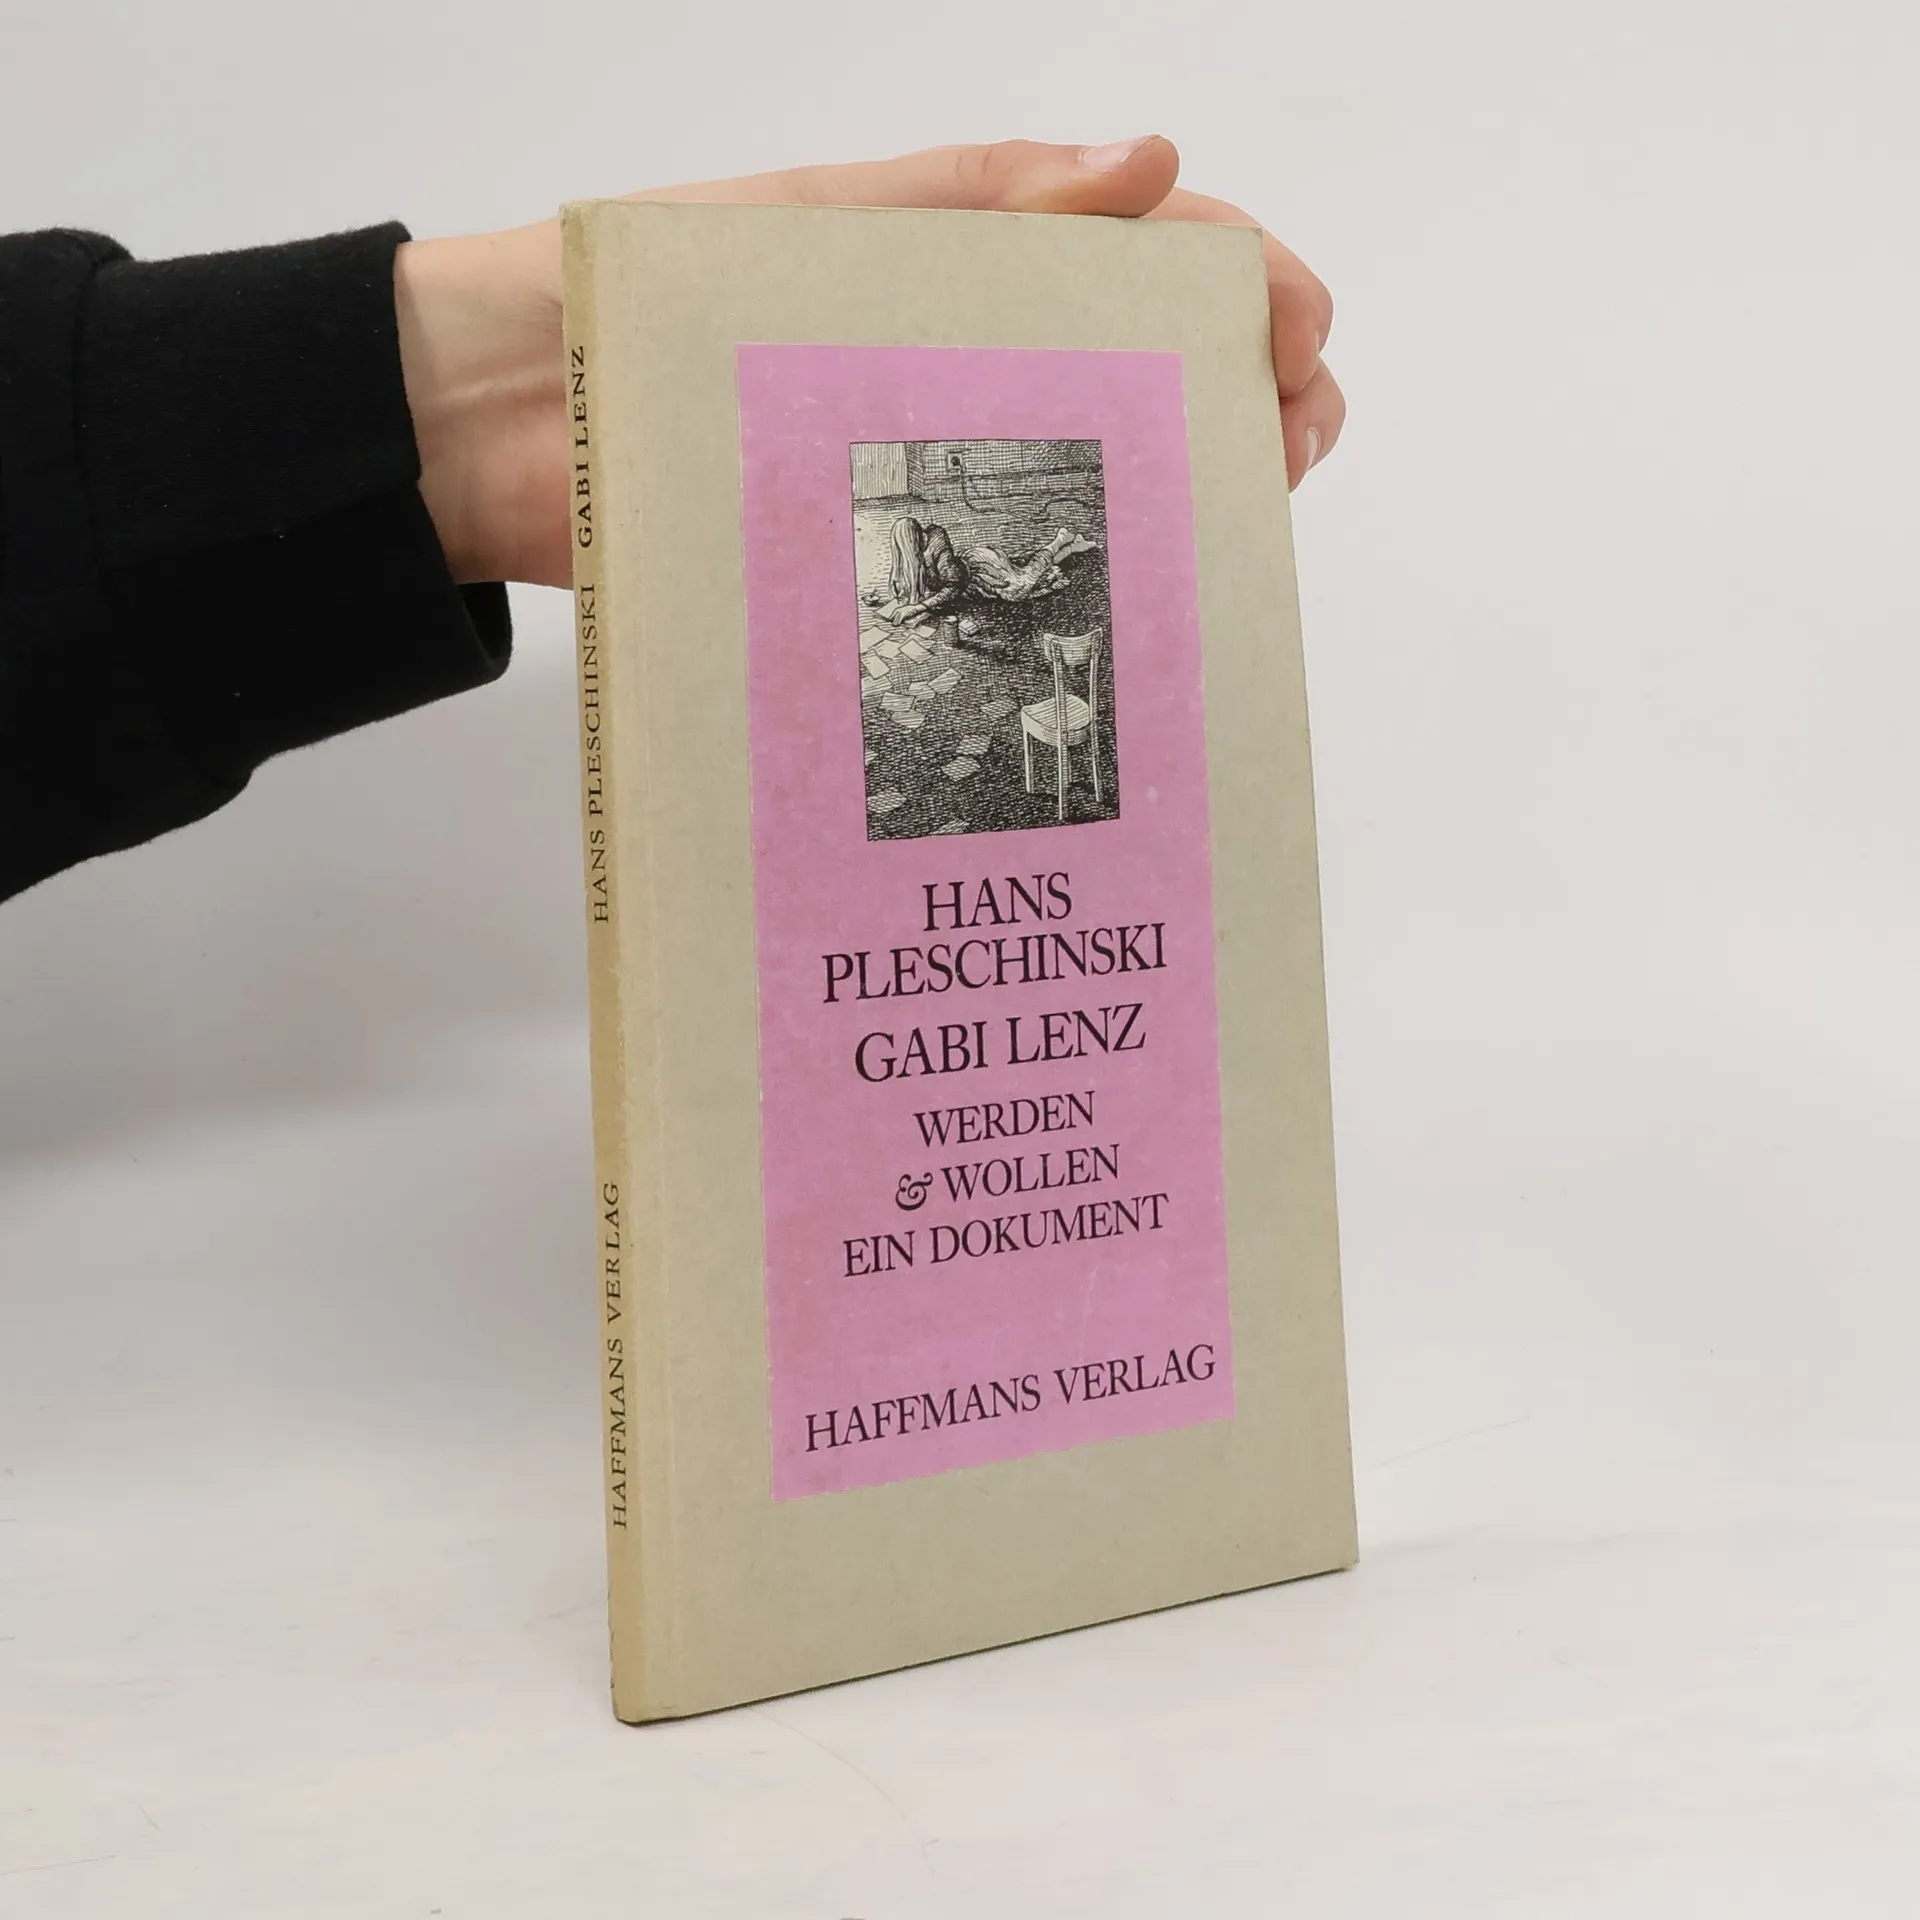 HANS PLESCHINSKI GABI LENZ
HAFFMANS VERLAG
HANS
PLESCHINSKI
GABI LENZ
WERDEN
& WOLLEN
EIN DOKUMENT
HAFFMANS VERLAG